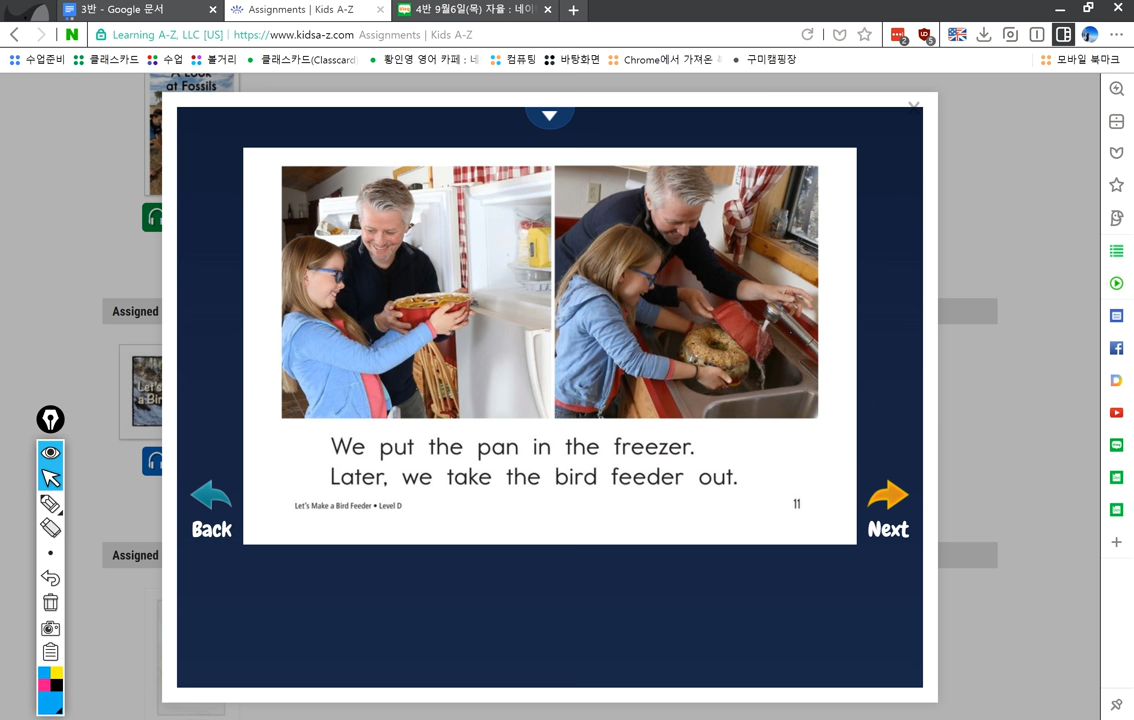 3반 - Google 문서
Assignments | Kids A-Z
4반 9월6일(목) 자율 : 네이
N
Learning A-Z, LLC [US] | https://www.kidsa-z.com Assignments | Kids A-Z
수업준비
클래스카드
수업
볼거리
클래스카드(Classcard
황인영 영어 카페 : 네
컴퓨팅
바탕화면
Chrome에서 가져온
구미캠핑장
모바일 북마크
A Look
at Fossils
Assigned
Let's
a Bir
We put the pan in the freezer.
Later, we take the bird feeder out.
Let's Make a Bird Feeder • Level D
11
Back
Next
Assigned